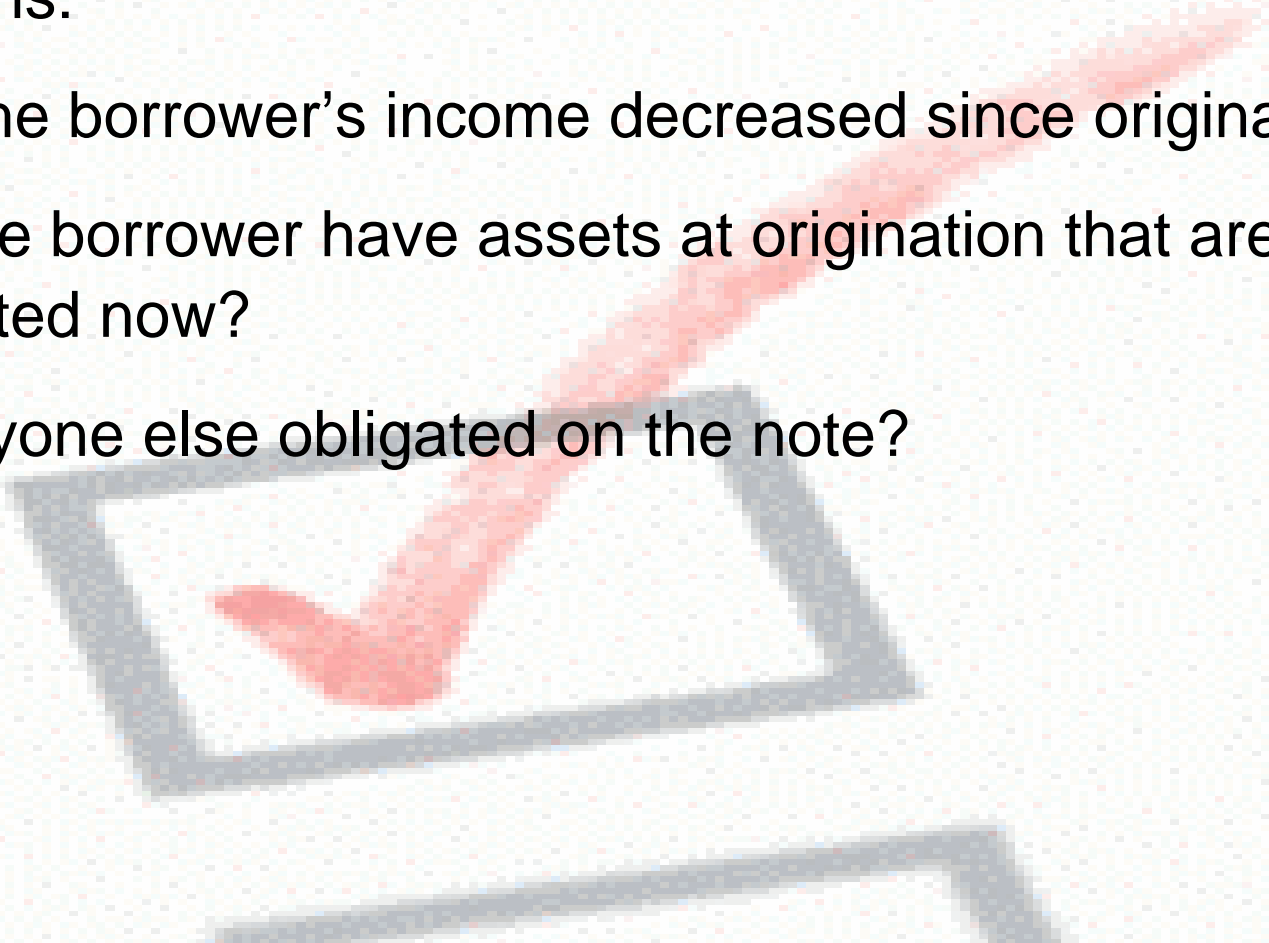 ns.
ne borrower’s income decreased since origina
e borrower have assets at origination that are
ted now?
yone else obligated on the note?